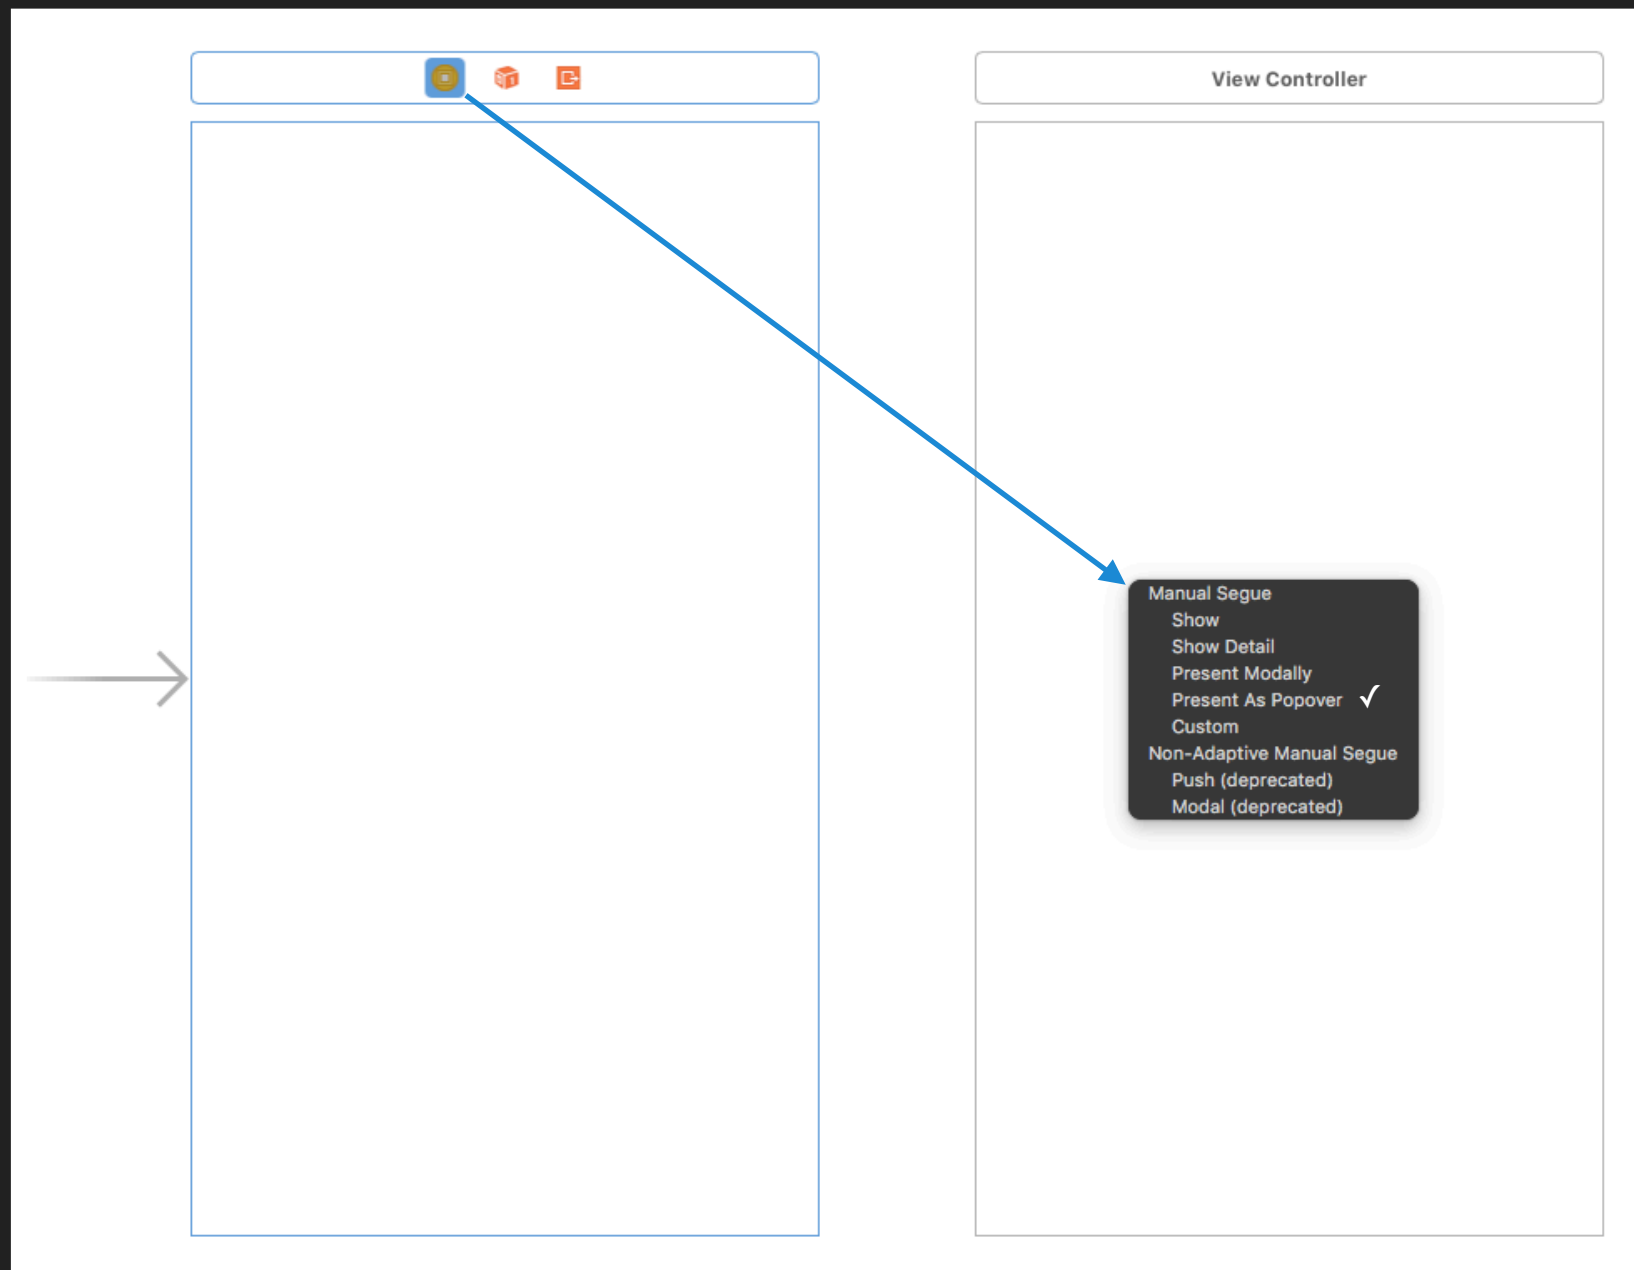 View Controller
Manual Segue
Show
Show Detail
Present Modally
Present As Popover ✓
Custom
Non-Adaptive Manual Segue
Push (deprecated)
Modal (deprecated)